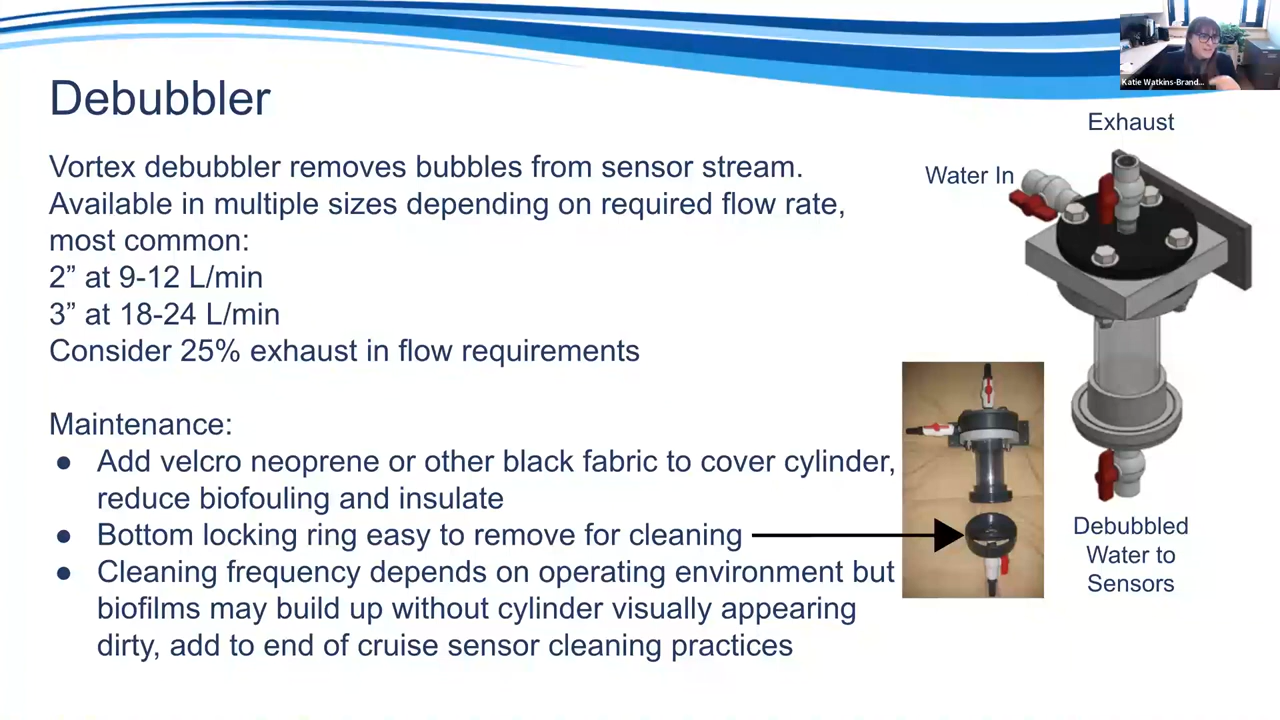 Debubbler
Vortex debubbler removes bubbles from sensor stream.
Available in multiple sizes depending on required flow rate,
most common:
2” at 9-12 L/min
3” at 18-24 L/min
Consider 25% exhaust in flow requirements
Maintenance:
● Add velcro neoprene or other black fabric to cover cylinder,
reduce biofouling and insulate
● Bottom locking ring easy to remove for cleaning
● Cleaning frequency depends on operating environment but
biofilms may build up without cylinder visually appearing
dirty, add to end of cruise sensor cleaning practices
Katie Watkins-Brand...
Exhaust
Water In
Debubbled
Water to
Sensors